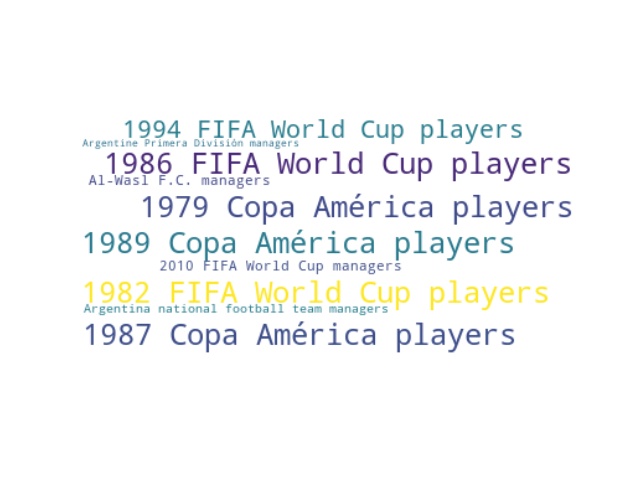 1994 FIFA World Cup players
Argentine Primera División managers
1986 FIFA World Cup players
Al-Wasl F.C. managers
1979 Copa América players
1989 Copa América players
2010 FIFA World Cup managers
1982 FIFA World Cup players
Argentina national football team managers
1987 Copa América players